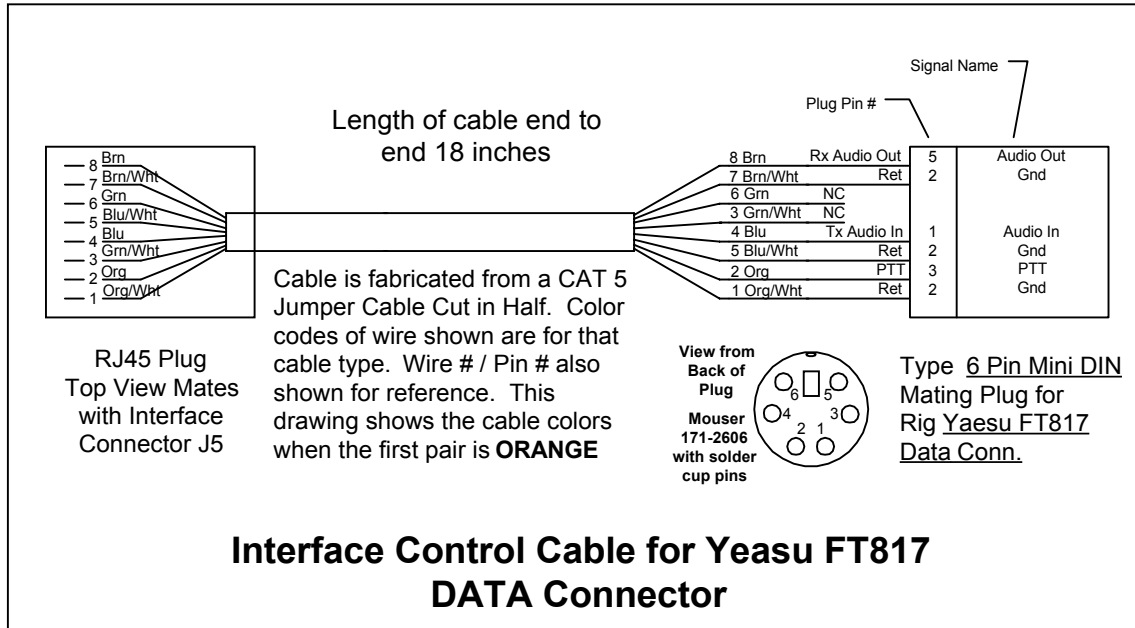 Signal Name
Plug Pin #
Length of cable end to
end 18 inches
8 Brn
7 Brn/Wht
6 Grn
5 Blu/Wht
4 Blu
3 Grn/Wht
2 Org
1 Org/Wht
8 Brn Rx Audio Out 5 Audio Out
7 Brn/Wht Ret 2 Gnd
6 Grn NC
3 Grn/Wht NC
4 Blu Tx Audio In 1 Audio In
5 Blu/Wht Ret 2 Gnd
2 Org PTT 3 PTT
1 Org/Wht Ret 2 Gnd
RJ45 Plug
Top View Mates
with Interface
Connector J5
Cable is fabricated from a CAT 5
Jumper Cable Cut in Half. Color
codes of wire shown are for that
cable type. Wire # / Pin # also
shown for reference. This
drawing shows the cable colors
when the first pair is ORANGE
View from
Back of
Plug
Mouser
171-2606
with solder
cup pins
6 5
4 3
2 1
Type 6 Pin Mini DIN
Mating Plug for
Rig Yaesu FT817
Data Conn.
Interface Control Cable for Yeasu FT817
DATA Connector